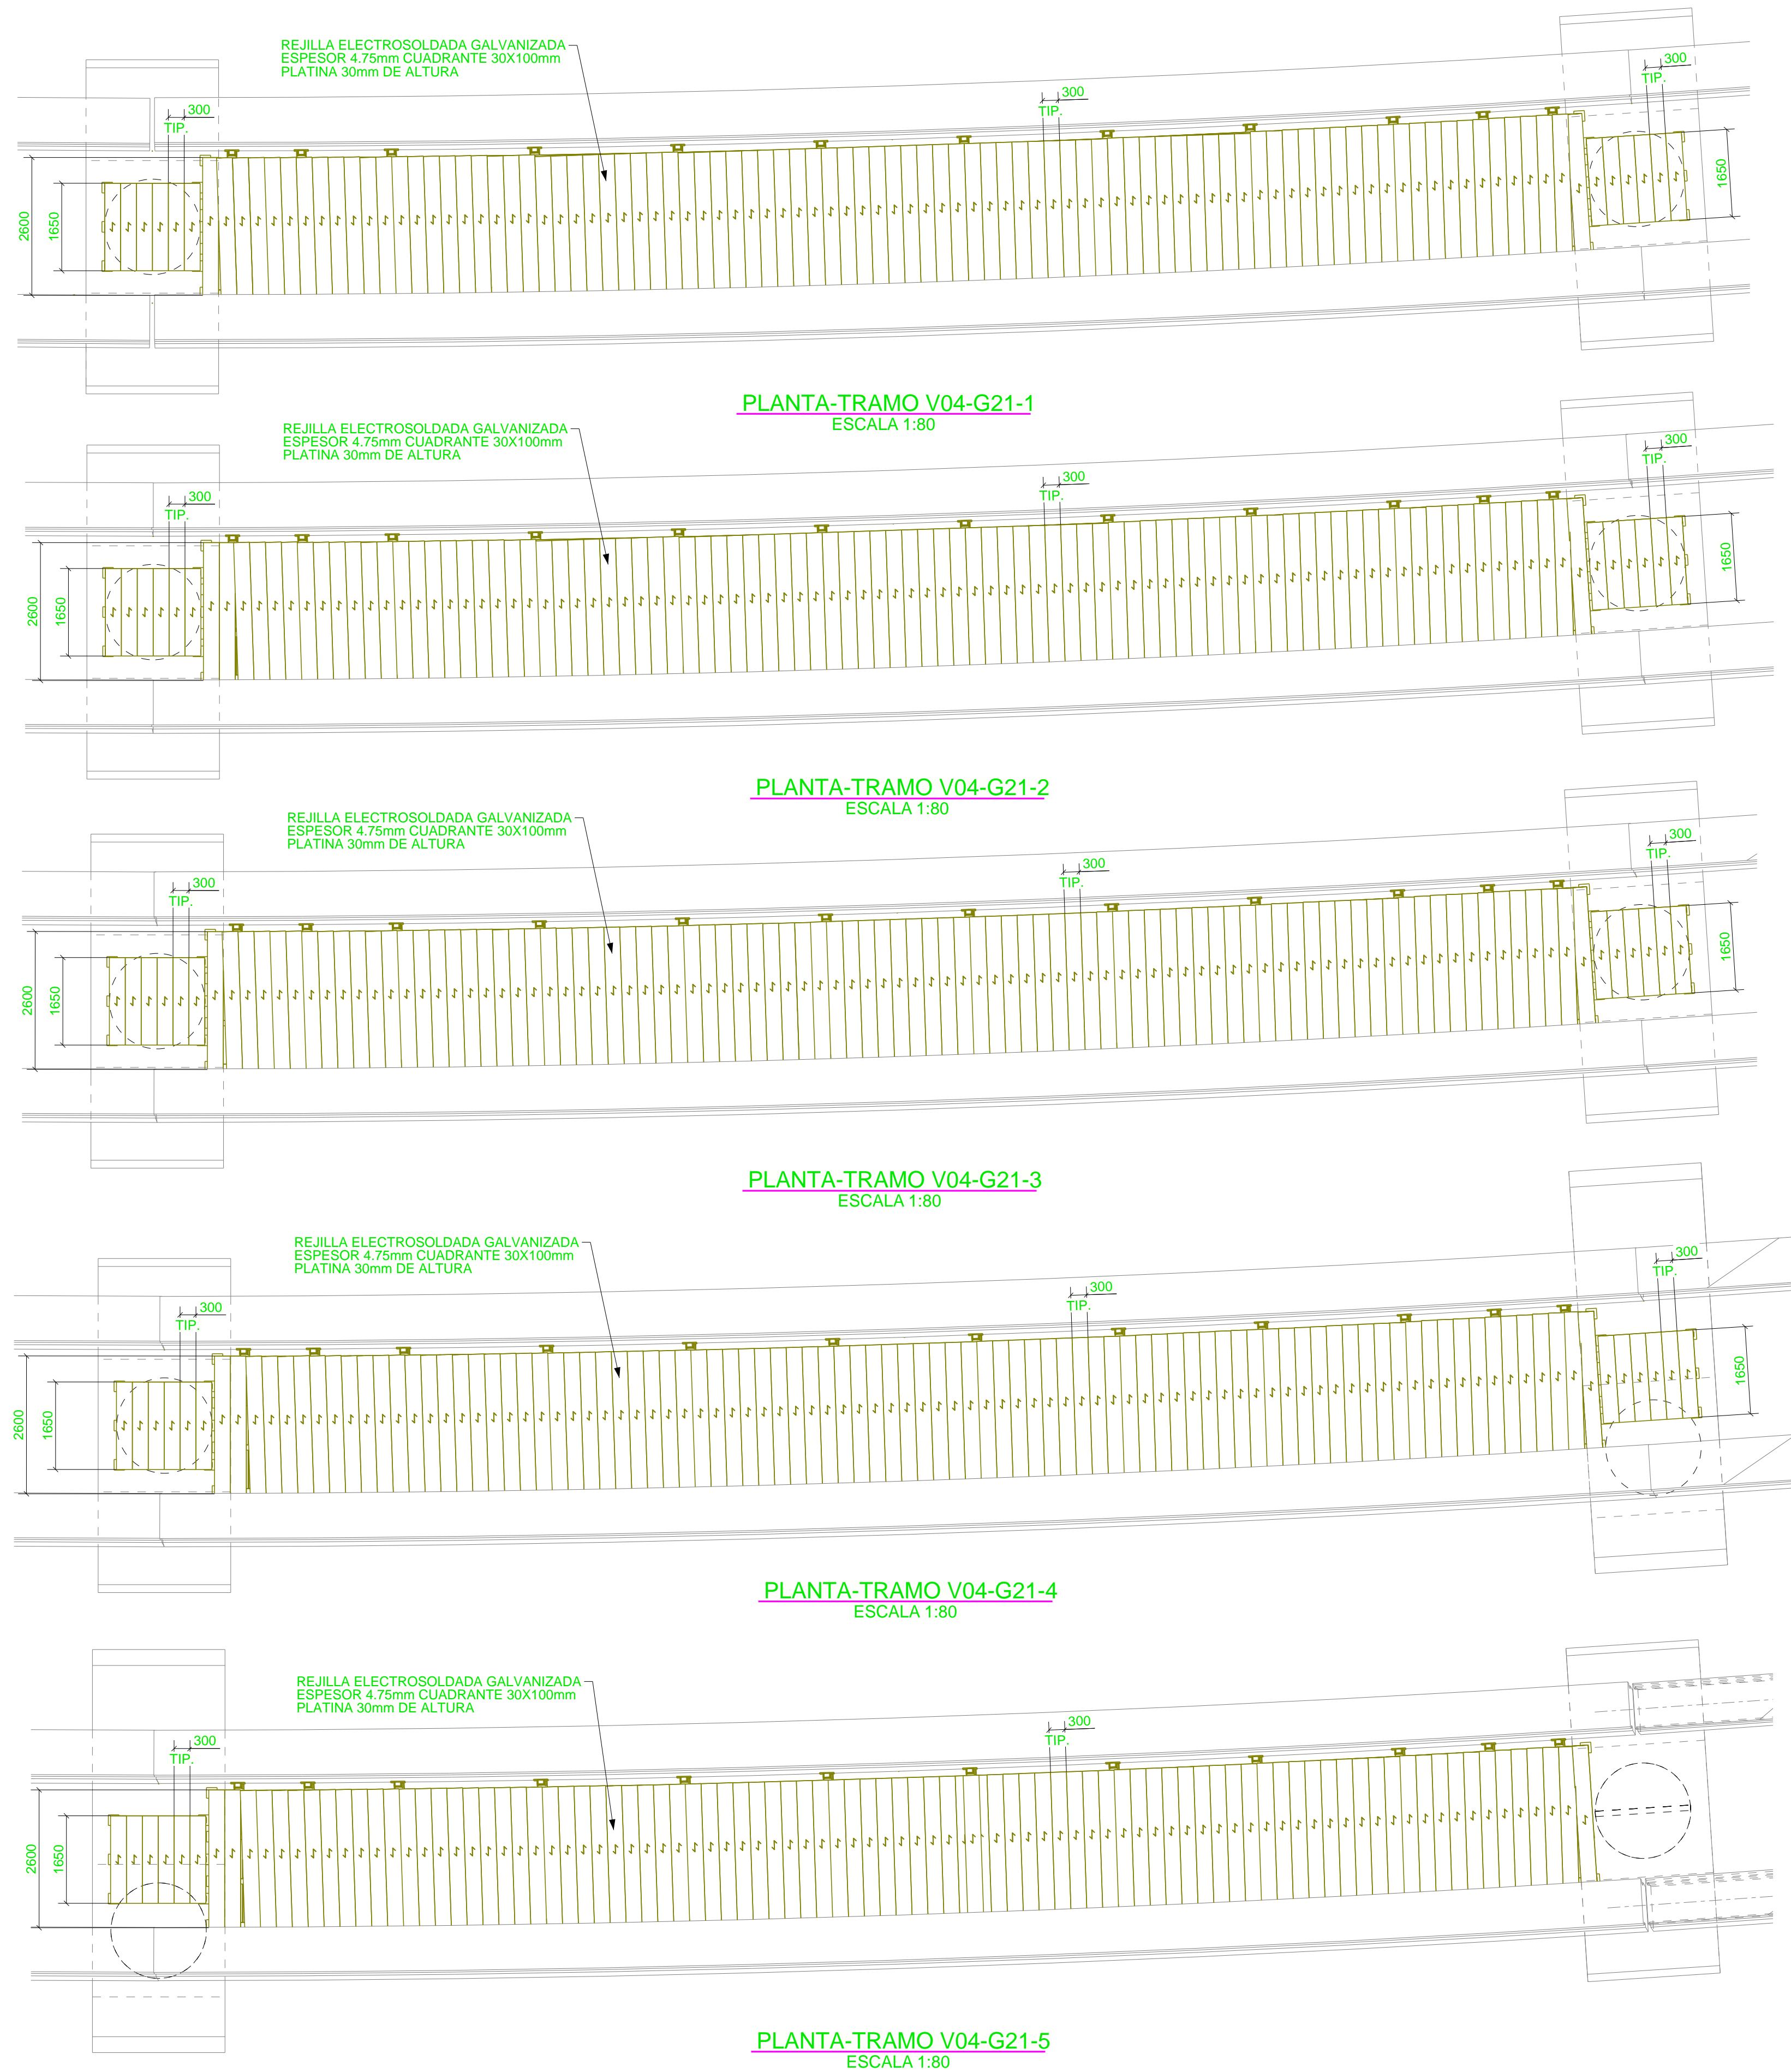 REJILLA ELECTROSOLDADA GALVANIZADA
ESPESOR 4.75mm CUADRANTE 30X100mm
PLATINA 30mm DE ALTURA
300
TIP.
300
TIP.
300
TIP.
2600
1650
1650
PLANTA-TRAMO V04-G21-1
ESCALA 1:80
REJILLA ELECTROSOLDADA GALVANIZADA
ESPESOR 4.75mm CUADRANTE 30X100mm
PLATINA 30mm DE ALTURA
300
TIP.
300
TIP.
300
TIP.
2600
1650
1650
PLANTA-TRAMO V04-G21-2
ESCALA 1:80
REJILLA ELECTROSOLDADA GALVANIZADA
ESPESOR 4.75mm CUADRANTE 30X100mm
PLATINA 30mm DE ALTURA
300
TIP.
300
TIP.
300
TIP.
2600
1650
1650
PLANTA-TRAMO V04-G21-3
ESCALA 1:80
REJILLA ELECTROSOLDADA GALVANIZADA
ESPESOR 4.75mm CUADRANTE 30X100mm
PLATINA 30mm DE ALTURA
300
TIP.
300
TIP.
300
TIP.
2600
1650
1650
PLANTA-TRAMO V04-G21-4
ESCALA 1:80
REJILLA ELECTROSOLDADA GALVANIZADA
ESPESOR 4.75mm CUADRANTE 30X100mm
PLATINA 30mm DE ALTURA
300
TIP.
300
TIP.
2600
1650
PLANTA-TRAMO V04-G21-5
ESCALA 1:80